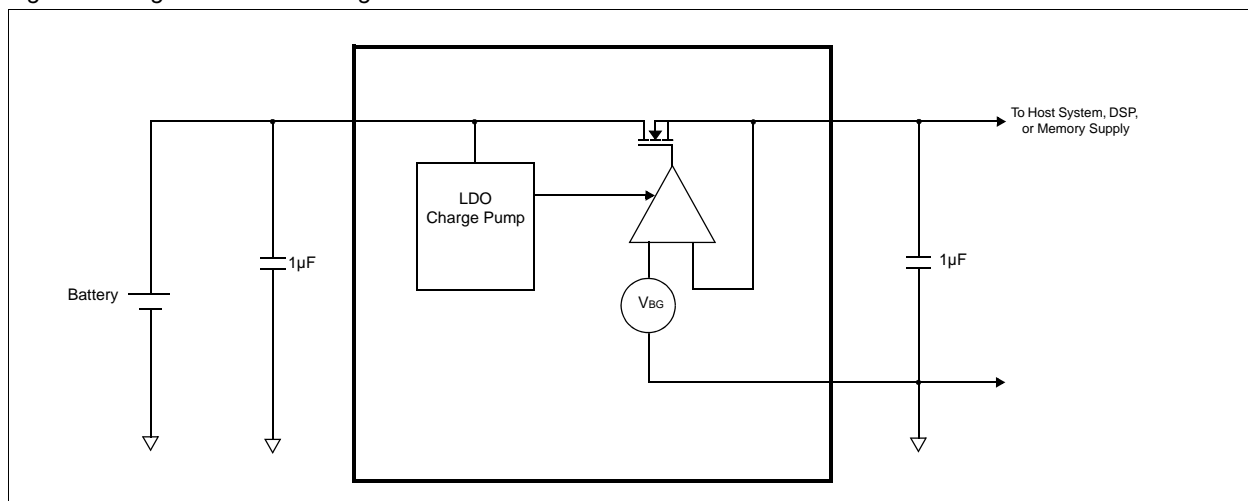 To Host System, DSP,
or Memory Supply
LDO
Charge Pump
1µF
1µF
Battery
VBG